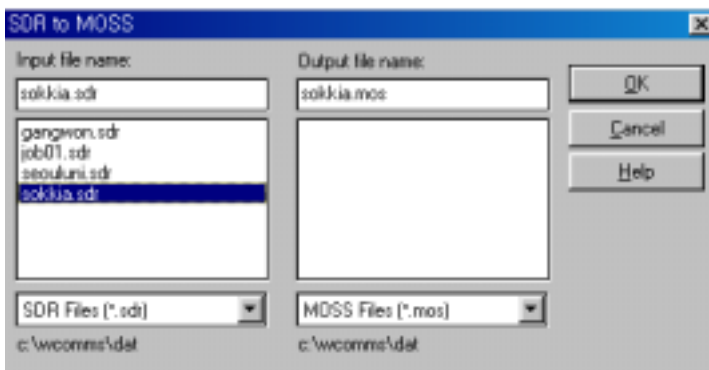 SDR to MOSS
Input file name:
sokkia.sdr
gangwon.sdr
job01.sdr
seouluni.sdr
sokkia.sdr
SDR Files (*.sdr)
c:\wcomms\dat
Output file name:
sokkia.mos
MOSS Files (*.mos)
c:\wcomms\dat
OK
Cancel
Help